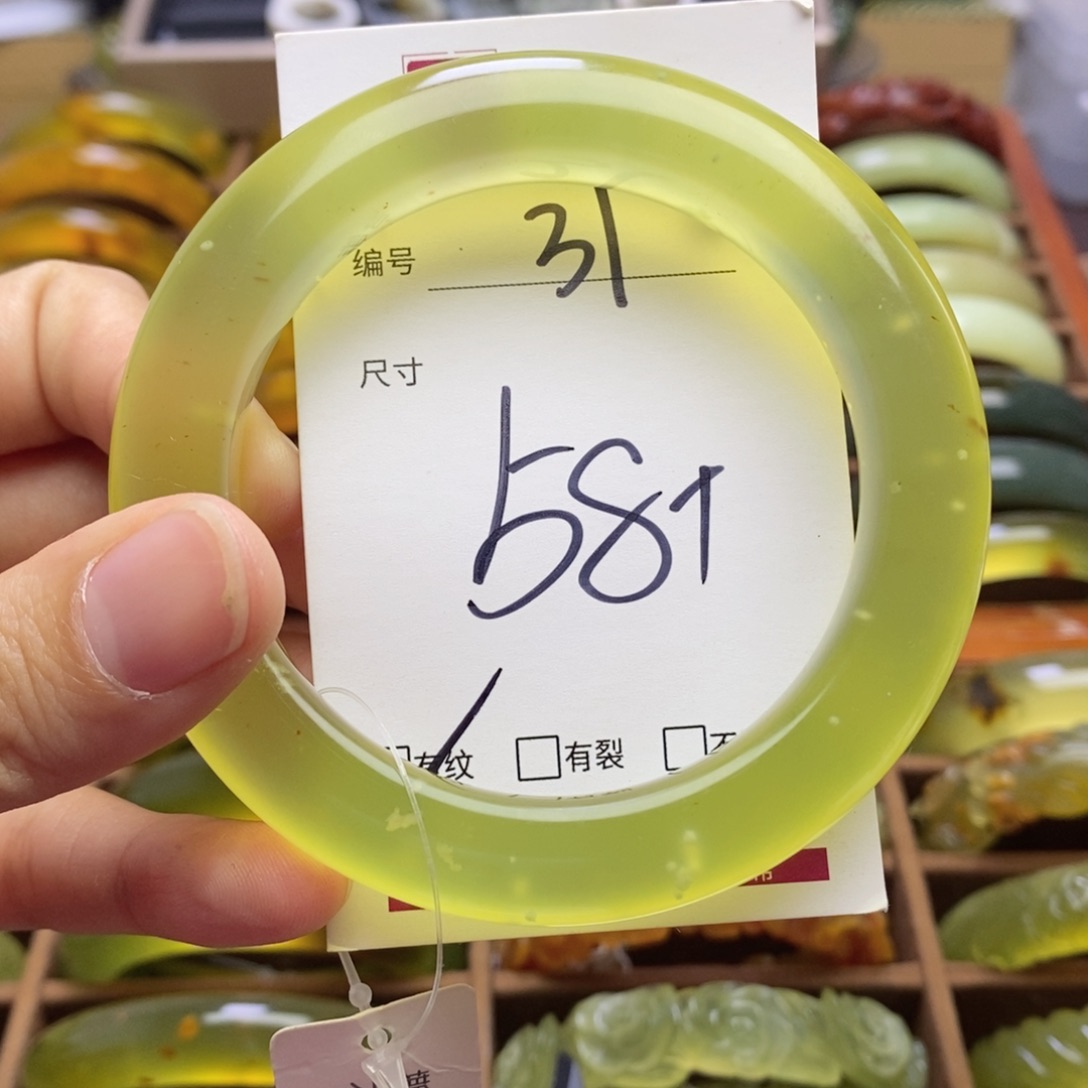 编号 31
尺寸
581
有纹 有裂